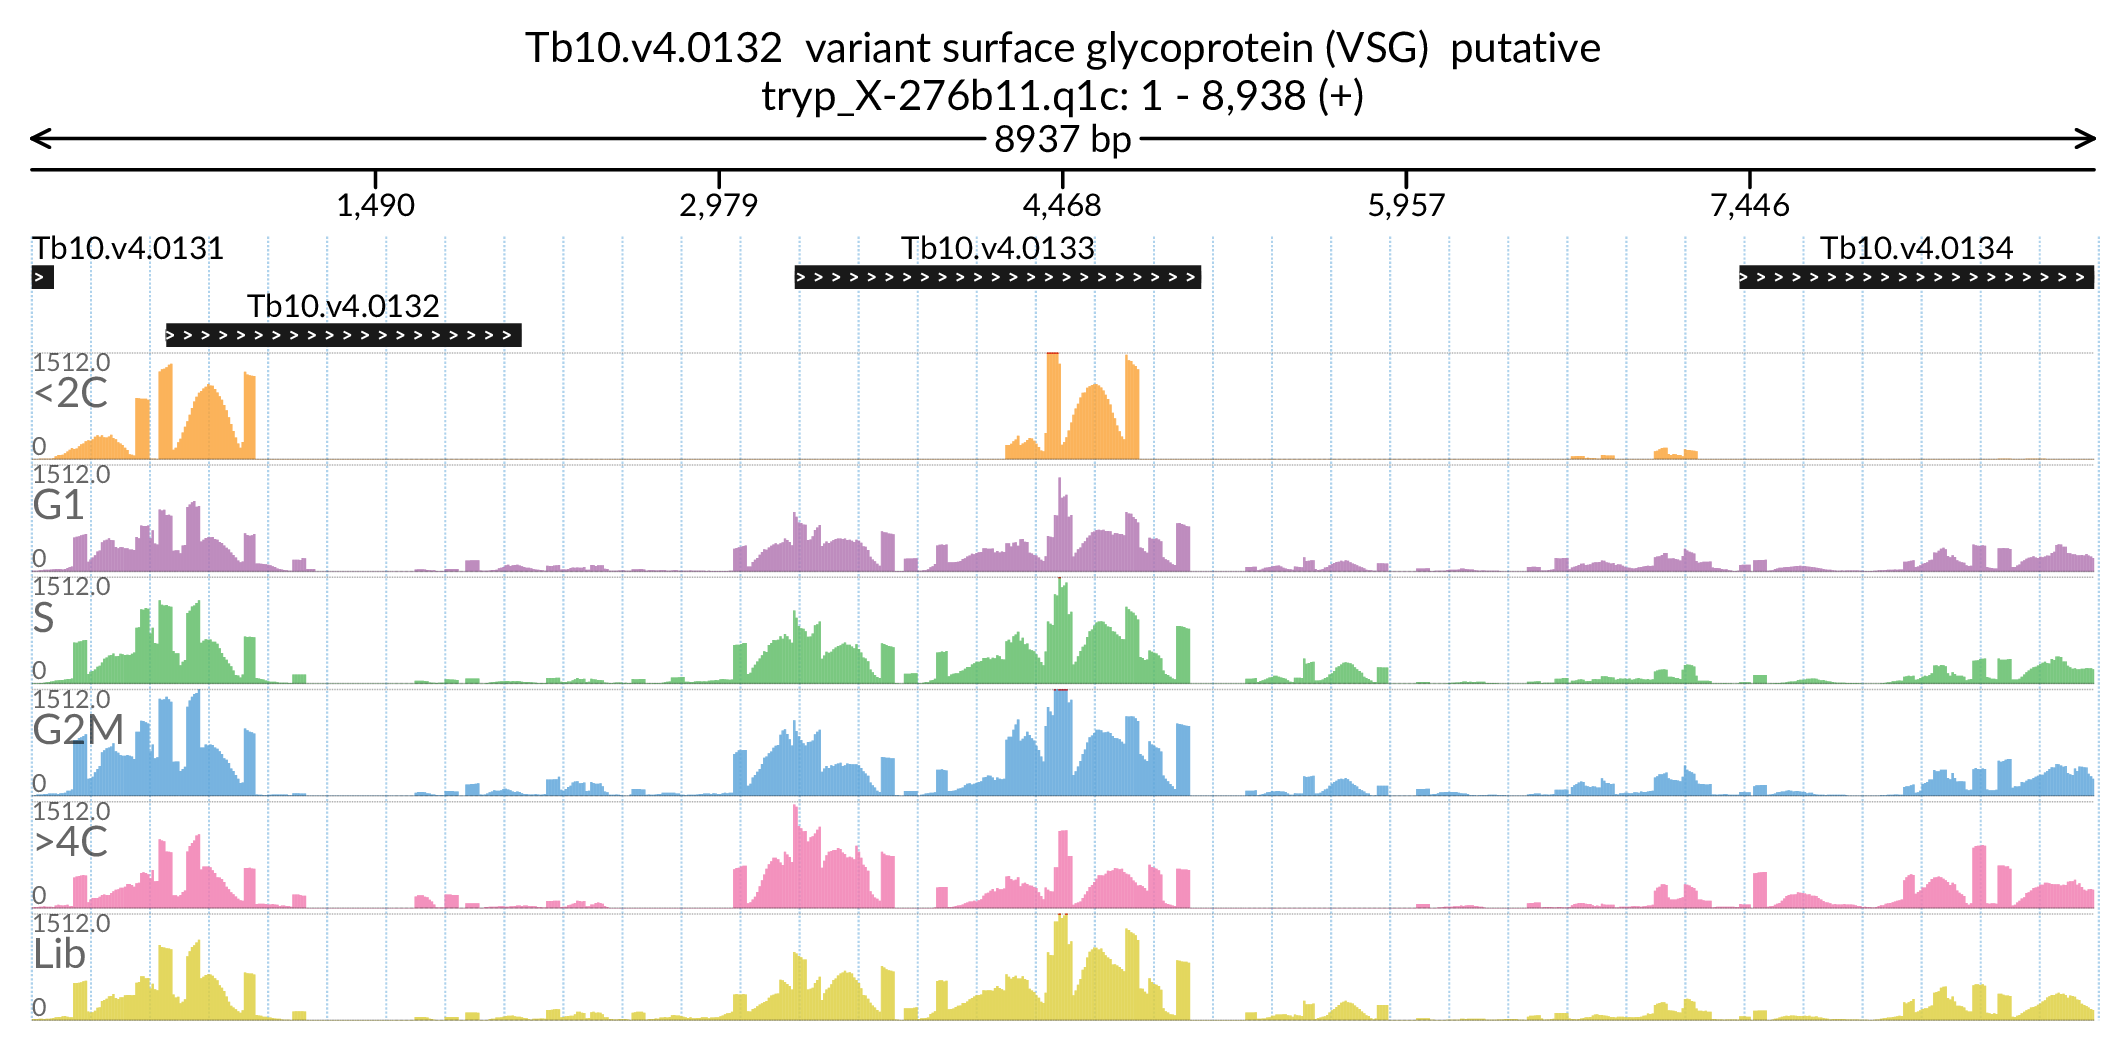 Tb10.v4.0132  variant surface glycoprotein (VSG)  putative
tryp_X-276b11.q1c: 1 - 8,938 (+)
8937 bp
1,490 2,979 4,468 5,957 7,446
Tb10.v4.0131 Tb10.v4.0133 Tb10.v4.0134
Tb10.v4.0132
1512.0
<2C
0
1512.0
G1
0
1512.0
S
0
1512.0
G2M
0
1512.0
>4C
0
1512.0
Lib
0